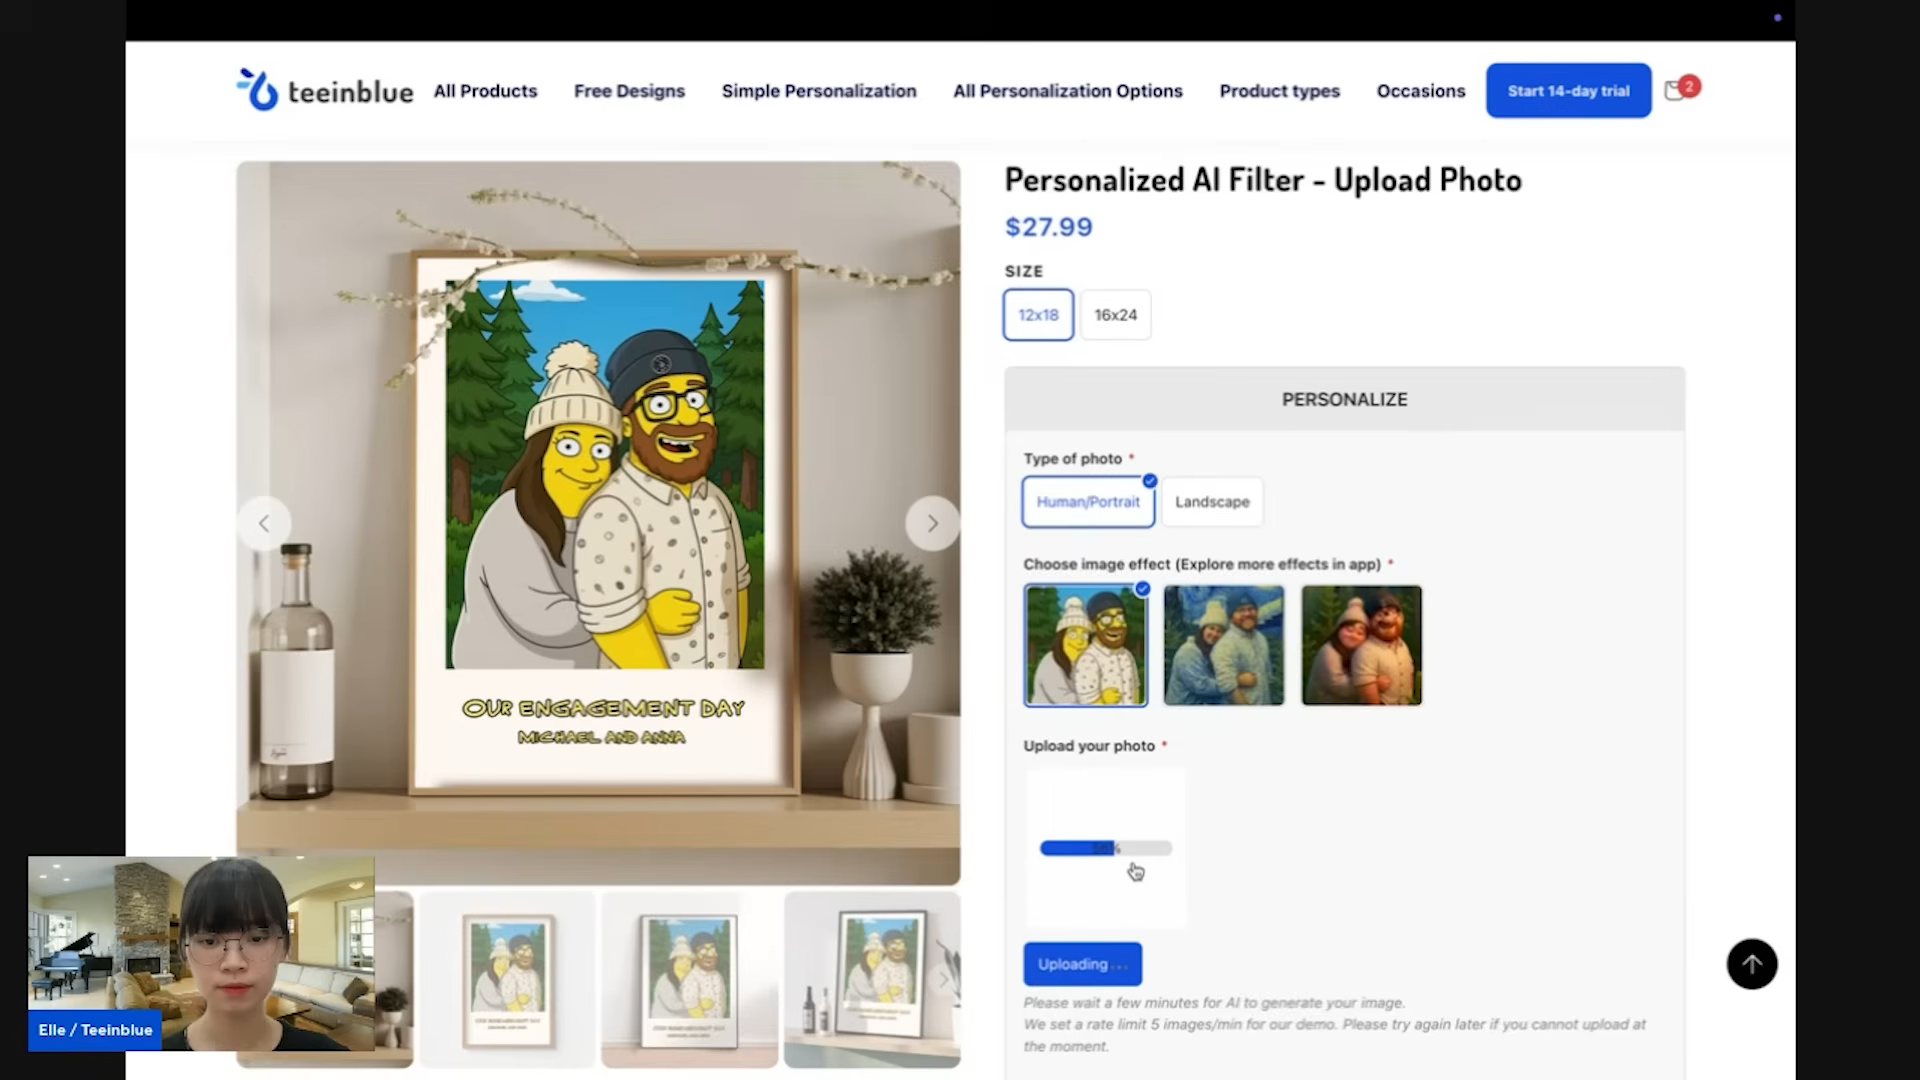 teeinblue
All Products
Free Designs
Simple Personalization
All Personalization Options
Product types
Occasions
Start 14-day trial
2
Personalized AI Filter - Upload Photo
$27.99
SIZE
12x18
16x24
PERSONALIZE
Type of photo *
Human/Portrait
Landscape
Choose image effect (Explore more effects in app) *
Upload your photo *
Uploading...
Please wait a few minutes for AI to generate your image.
We set a rate limit 5 images/min for our demo. Please try again later if you cannot upload at
the moment.
OUR ENGAGEMENT DAY
MICHAEL AND ANNA
Elle / Teeinblue